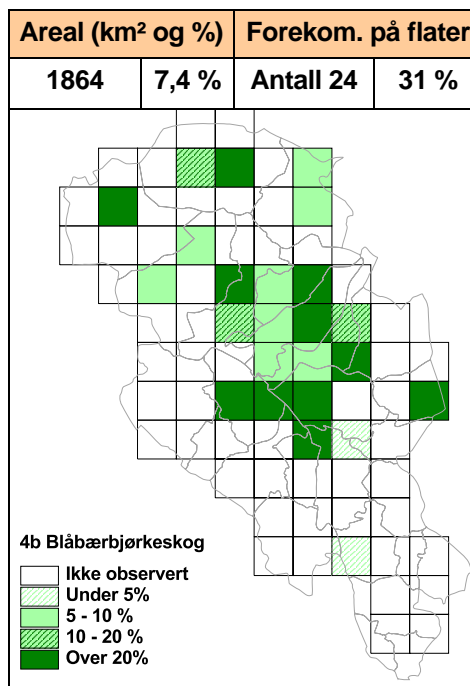 Areal (km² og %) Forekom. på flater
1864 7,4 % Antall 24 31 %
4b Blåbærbjørkeskog
Ikke observert
Under 5%
5 - 10 %
10 - 20 %
Over 20%